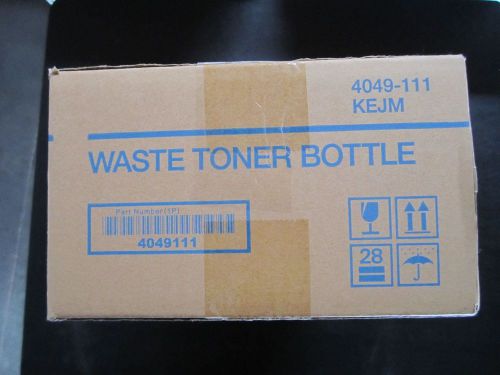 4049-111
KEJM
WASTE TONER BOTTLE
Part Number(1P)
4049111
28